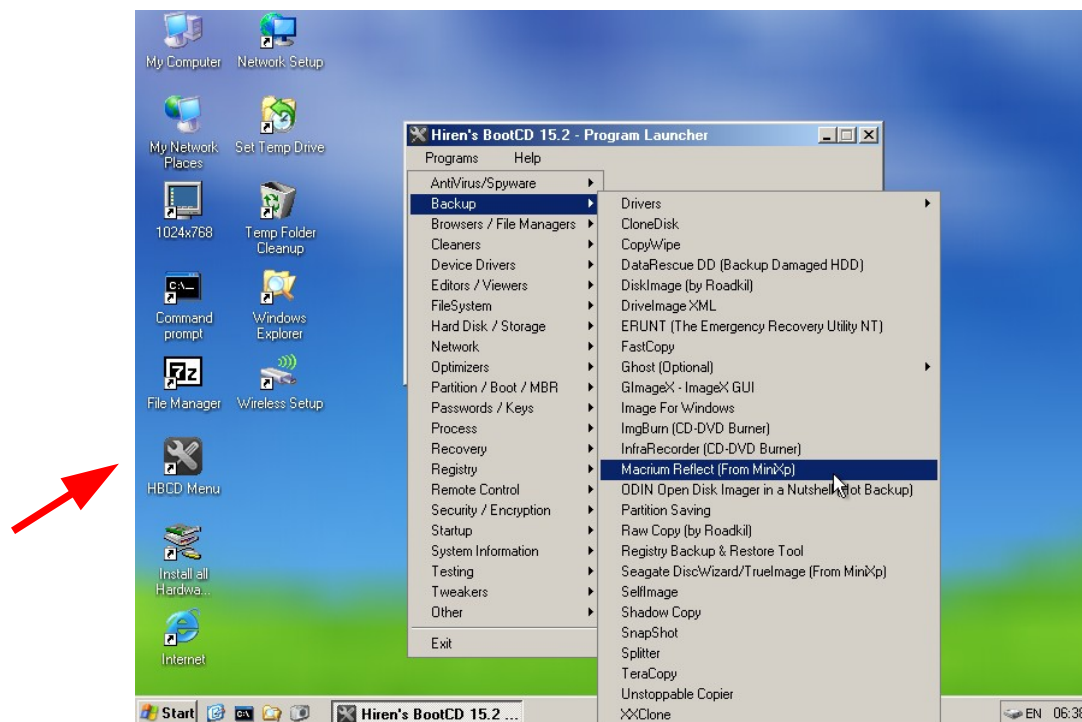 My Computer
Network Setup
My Network
Places
Set Temp Drive
1024x768
Temp Folder
Cleanup
C:\_
Command
prompt
Windows
Explorer
7z
File Manager
Wireless Setup
HBCD Menu
Install all
Hardwa...
Internet
Hiren's BootCD 15.2 - Program Launcher
Programs Help
AntiVirus/Spyware
Backup
Browsers / File Managers
Cleaners
Device Drivers
Editors / Viewers
FileSystem
Hard Disk / Storage
Network
Optimizers
Partition / Boot / MBR
Passwords / Keys
Process
Recovery
Registry
Remote Control
Security / Encryption
Startup
System Information
Testing
Tweakers
Other
Exit
Drivers
CloneDisk
CopyWipe
DataRescue DD (Backup Damaged HDD)
DiskImage (by Roadkil)
DriveImage XML
ERUNT (The Emergency Recovery Utility NT)
FastCopy
Ghost (Optional)
GImageX - ImageX GUI
Image For Windows
ImgBurn (CD-DVD Burner)
InfraRecorder (CD-DVD Burner)
Macrium Reflect (From MiniXp)
ODIN Open Disk Imager in a Nutshell Hot Backup)
Partition Saving
Raw Copy (by Roadkil)
Registry Backup & Restore Tool
Seagate DiscWizard/TrueImage (From MiniXp)
SelfImage
Shadow Copy
SnapShot
Splitter
TeraCopy
Unstoppable Copier
XXClone
Start Hiren's BootCD 15.2 ... EN 06:38